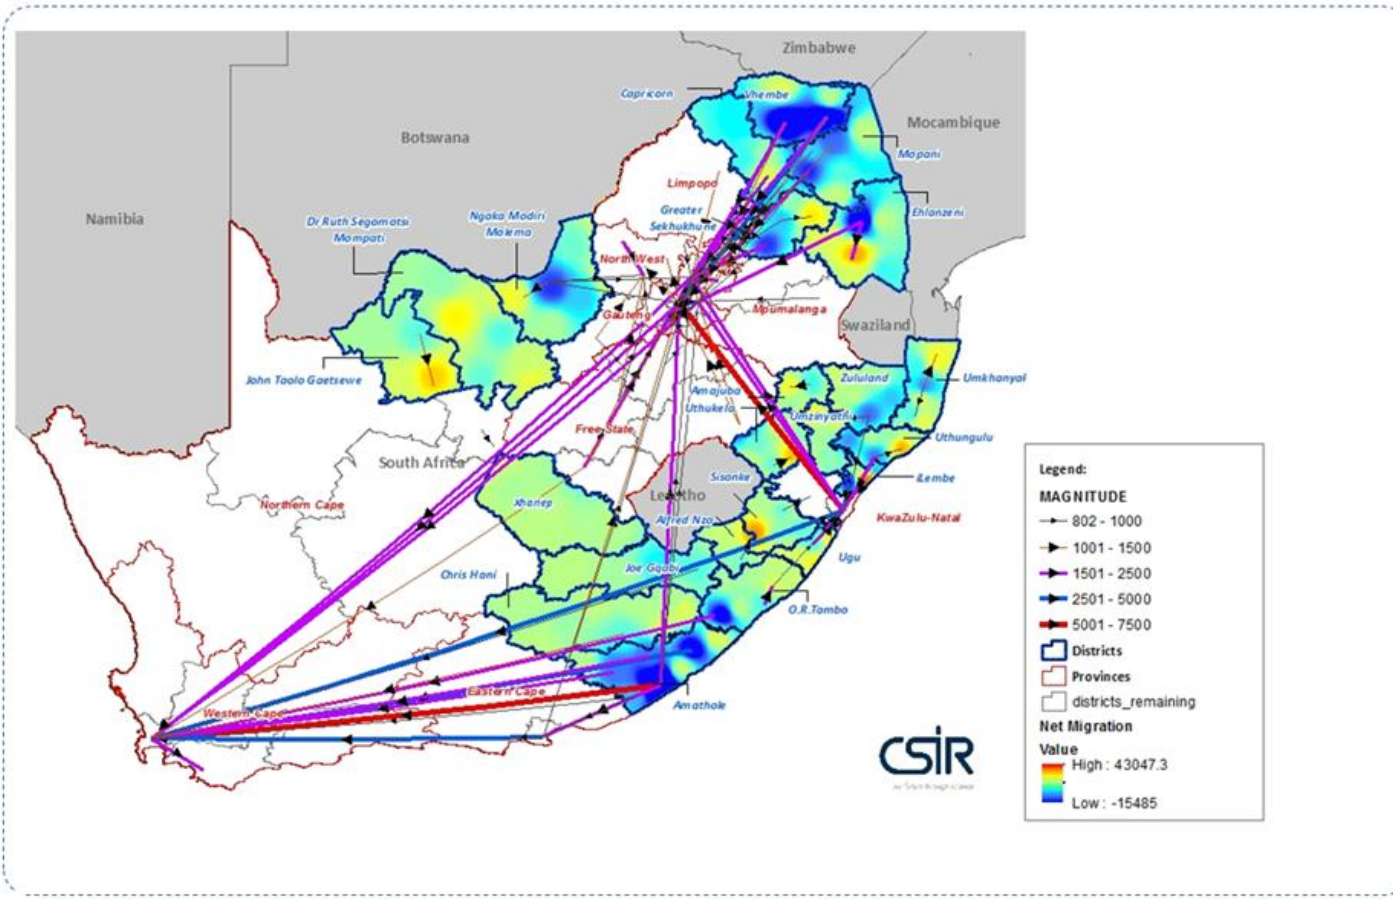 Zimbabwe
Capricorn
Vhembe
Mocambique
Botswana
Mopani
Limpopo
Namibia
Greater
Sekhukhune
Ehlanzeni
Dr Ruth Segomotsi
Mompati
Ngaka Modiri
Molema
North West
Gauteng
Mpumalanga
Swaziland
John Taolo Gaetsewe
Zululand
Umkhanyai
Amajuba
Uthukela
Umzinyathi
Free State
Uthungulu
South Africa
Sisonke
iLembe
Lesotho
Northern Cape
Xhariep
Alfred Nzo
KwaZulu-Natal
Ugu
Joe Gqabi
Chris Hani
O.R.Tambo
Eastern Cape
Amathole
Western Cape
CSIR
Legend:
MAGNITUDE
802 - 1000
1001 - 1500
1501 - 2500
2501 - 5000
5001 - 7500
Districts
Provinces
districts_remaining
Net Migration
Value
High : 43047.3
Low : -15485